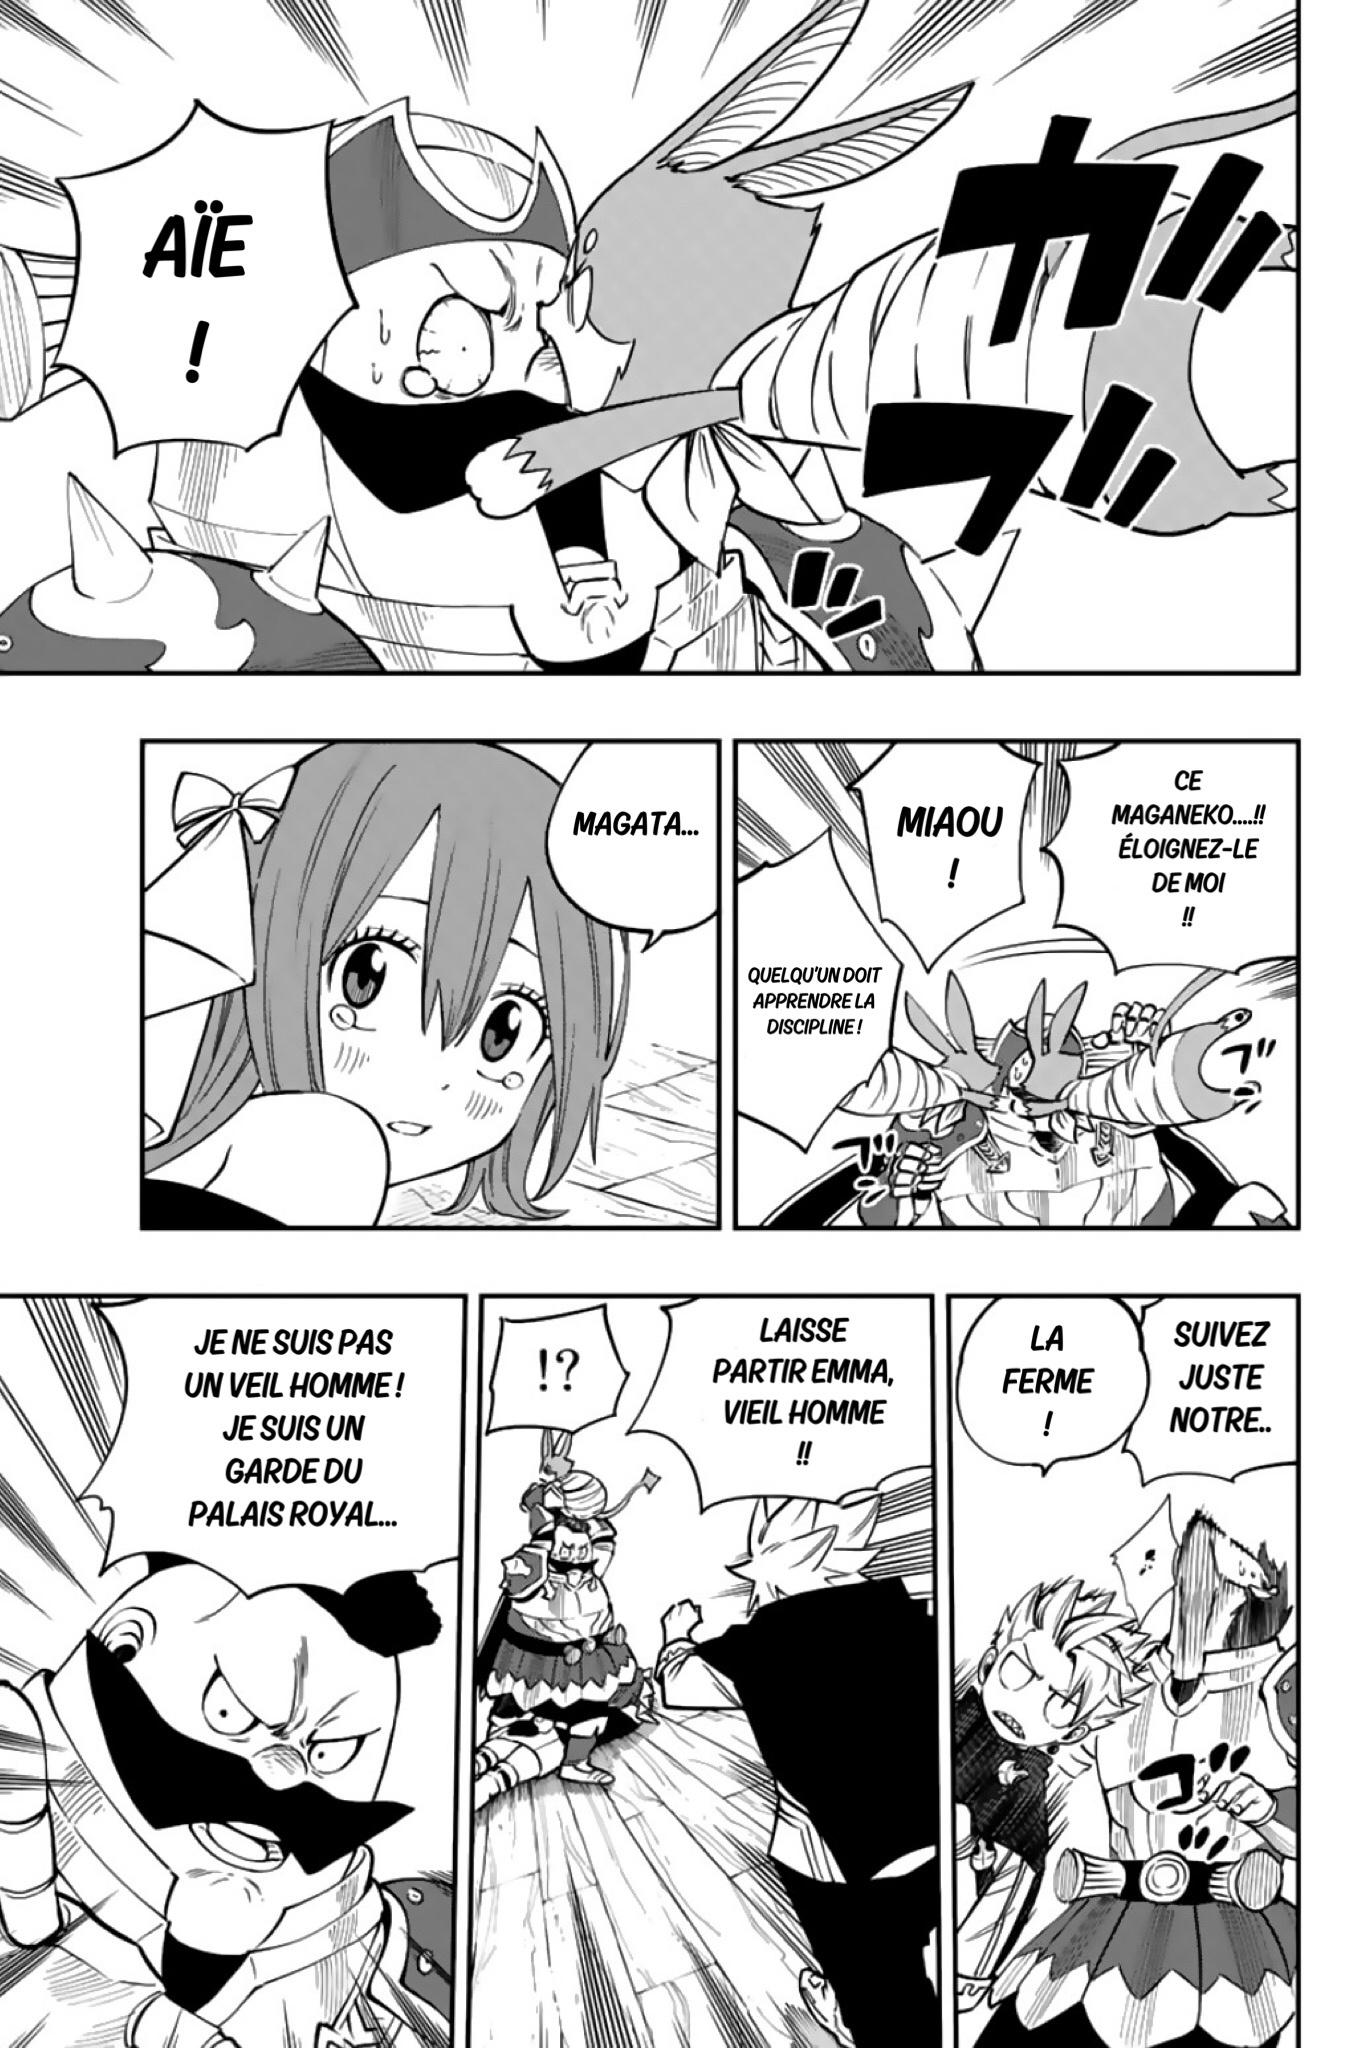 AÏE
!
ガブ
CE
MAGANEKO....!!
ÉLOIGNEZ-LE
DE MOI
!!
MIAOU
!
QUELQU'UN DOIT
APPRENDRE LA
DISCIPLINE !
MAGATA...
SUIVEZ
JUSTE
NOTRE..
LA
FERME
!
LAISSE
PARTIR EMMA,
VIEIL HOMME
!!
!?
JE NE SUIS PAS
UN VEIL HOMME !
JE SUIS UN
GARDE DU
PALAIS ROYAL...